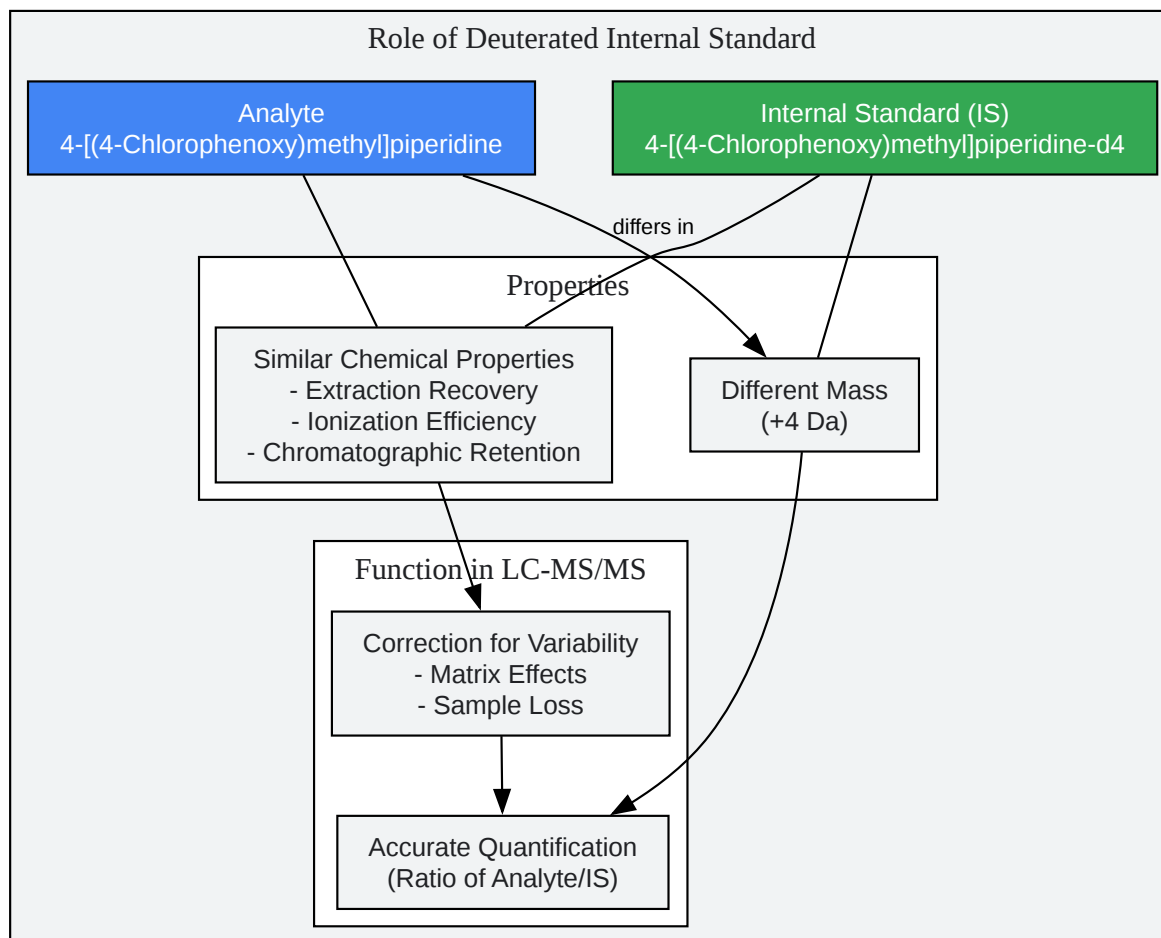 Role of Deuterated Internal Standard
Analyte
4-[(4-Chlorophenoxy)methyl]piperidine
Internal Standard (IS)
4-[(4-Chlorophenoxy)methyl]piperidine-d4
differs in
Properties
Similar Chemical Properties
- Extraction Recovery
- Ionization Efficiency
- Chromatographic Retention
Different Mass
(+4 Da)
Function in LC-MS/MS
Correction for Variability
- Matrix Effects
- Sample Loss
Accurate Quantification
(Ratio of Analyte/IS)